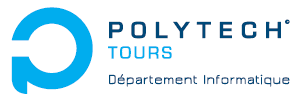 POLYTECH°
TOURS
Département Informatique